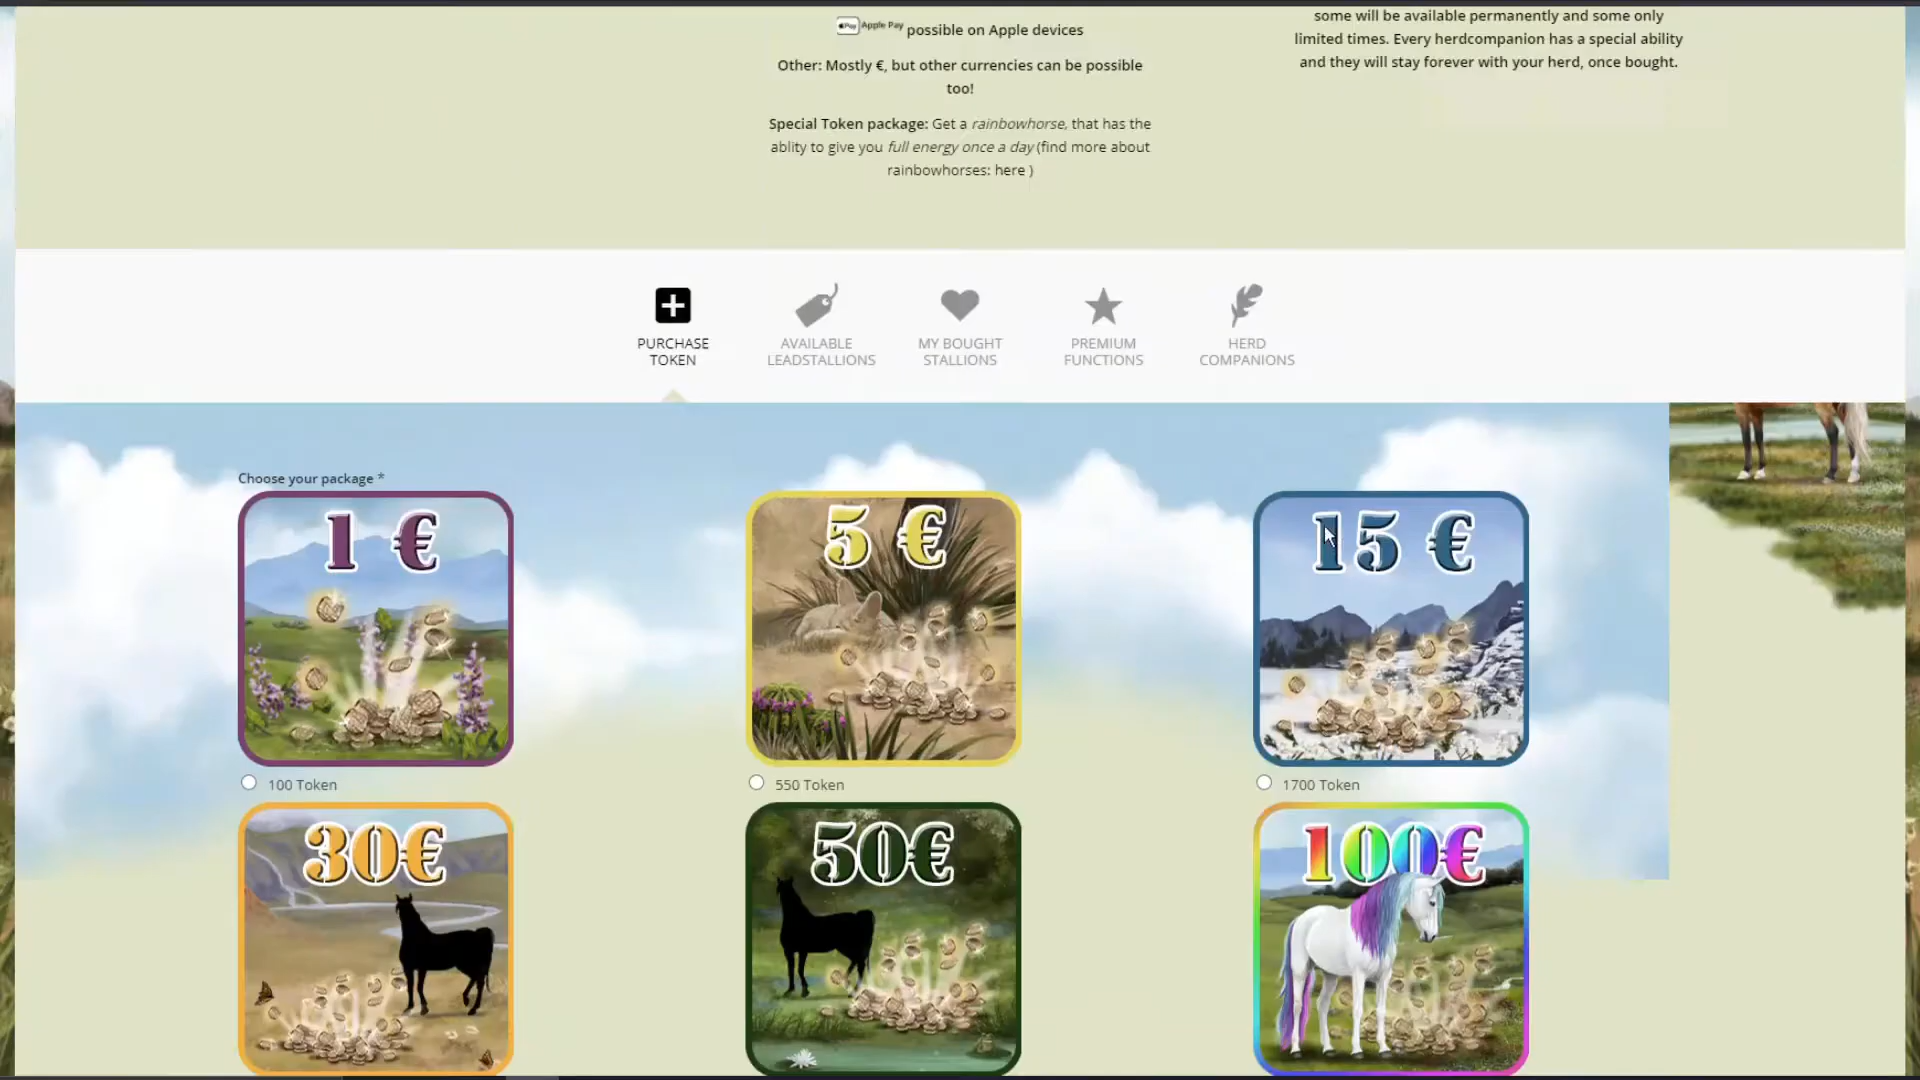 Pay Apple Pay possible on Apple devices
Other: Mostly €, but other currencies can be possible
too!
Special Token package: Get a rainbowhorse, that has the
ablity to give you full energy once a day (find more about
rainbowhorses: here )
some will be available permanently and some only
limited times. Every herdcompanion has a special ability
and they will stay forever with your herd, once bought.
PURCHASE
TOKEN
AVAILABLE
LEADSTALLIONS
MY BOUGHT
STALLIONS
PREMIUM
FUNCTIONS
HERD
COMPANIONS
Choose your package *
1 €
5 €
15 €
100 Token
550 Token
1700 Token
30€
50€
100€